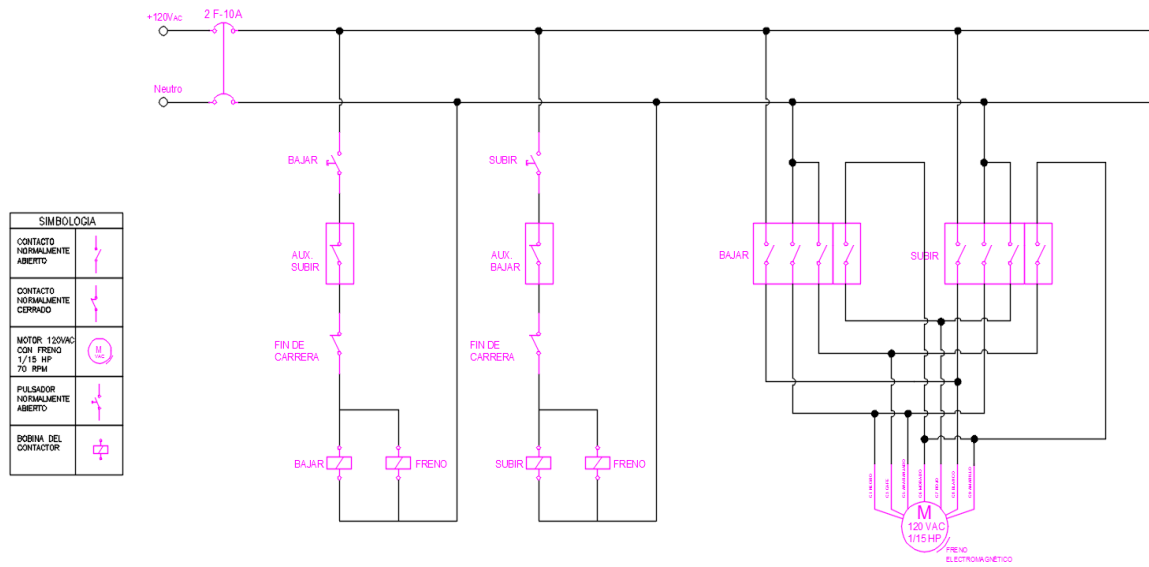 +120VAC
2 F-10A
Neutro
BAJAR
SUBIR
AUX.
SUBIR
AUX.
BAJAR
BAJAR
SUBIR
FIN DE
CARRERA
FIN DE
CARRERA
BAJAR
FRENO
SUBIR
FRENO
SIMBOLOGIA
CONTACTO
NORMALMENTE
ABIERTO
CONTACTO
NORMALMENTE
CERRADO
MOTOR 120VAC
CON FRENO
1/15 HP
70 RPM
M
VAC
PULSADOR
NORMALMENTE
ABIERTO
BOBINA DEL
CONTACTOR
M
120 VAC
1/15 HP
FRENO
ELECTROMAGNÉTICO